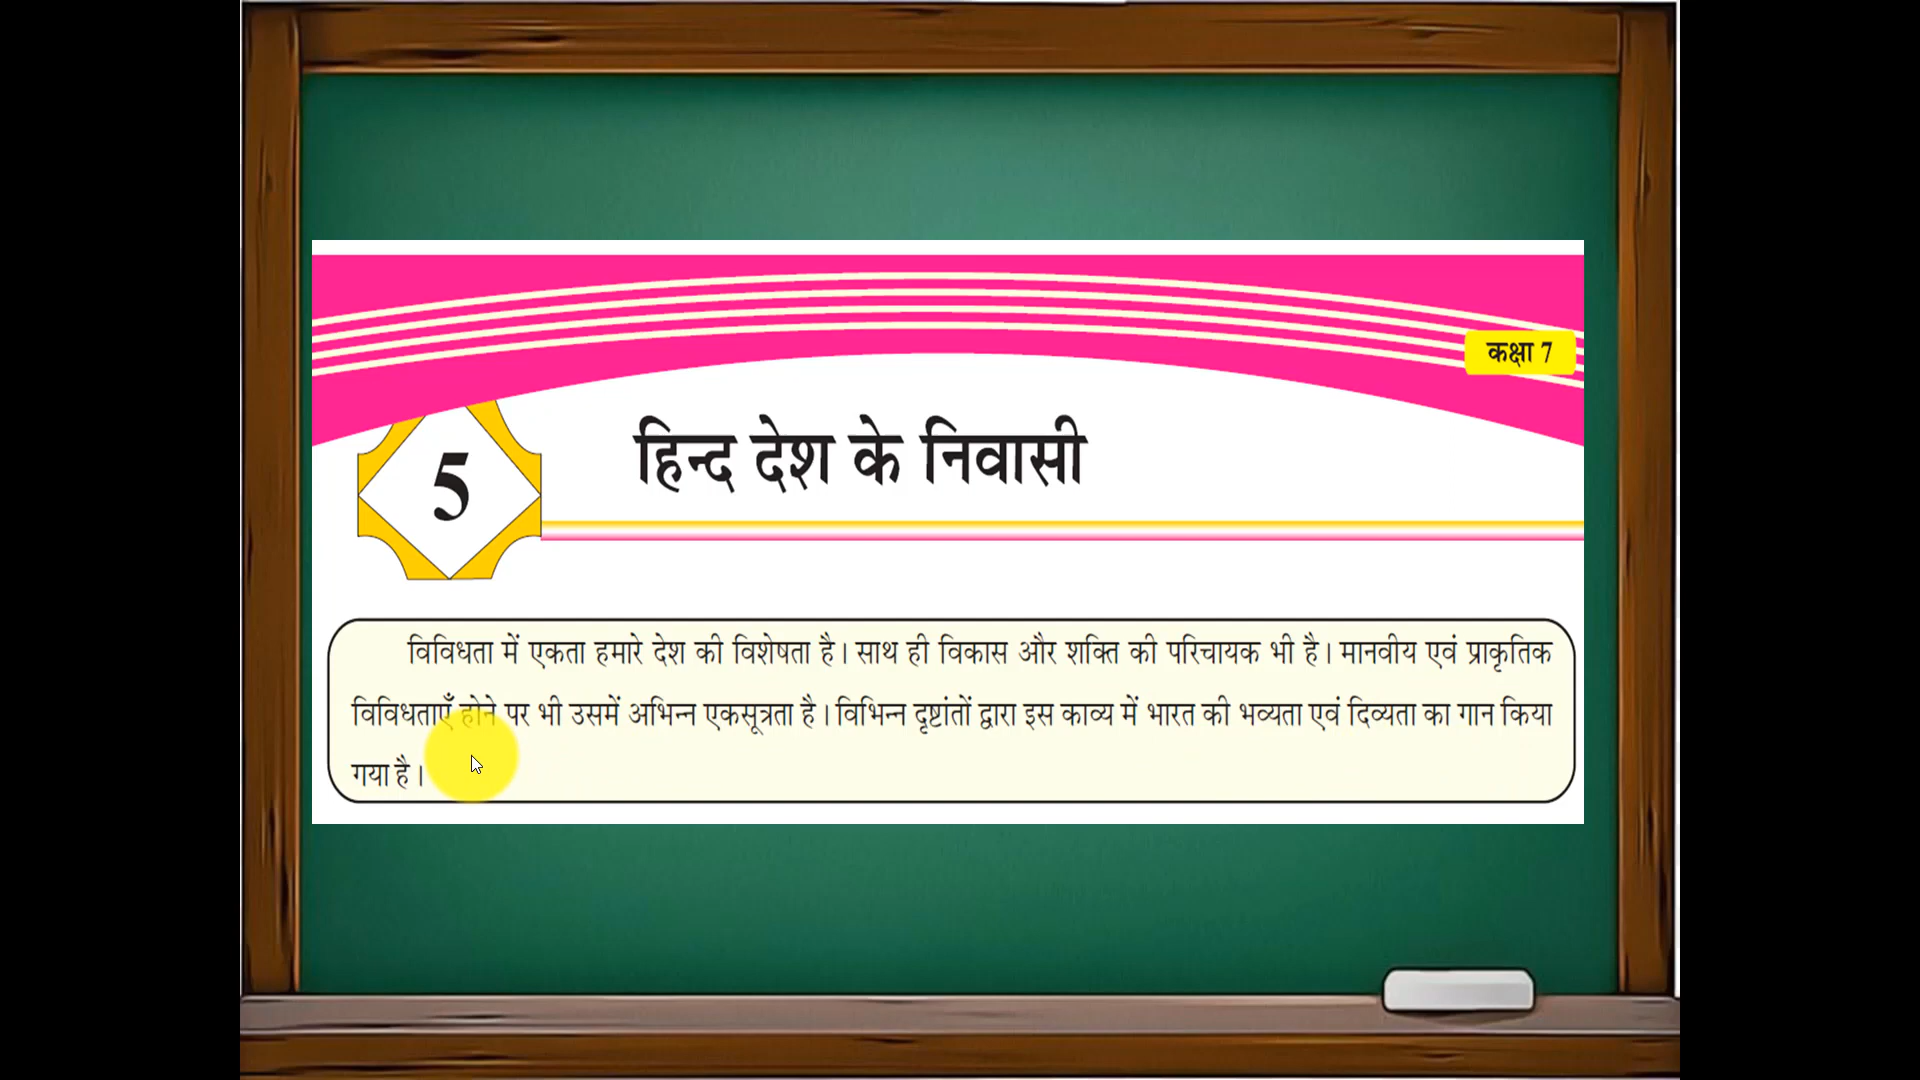 कक्षा 7
5
हिन्द देश के निवासी
विविधता में एकता हमारे देश की विशेषता है। साथ ही विकास और शक्ति की परिचायक भी है। मानवीय एवं प्राकृतिक
विविधताएँ होने पर भी उसमें अभिन्न एकसूत्रता है। विभिन्न दृष्टांतों द्वारा इस काव्य में भारत की भव्यता एवं दिव्यता का गान किया
गया है।